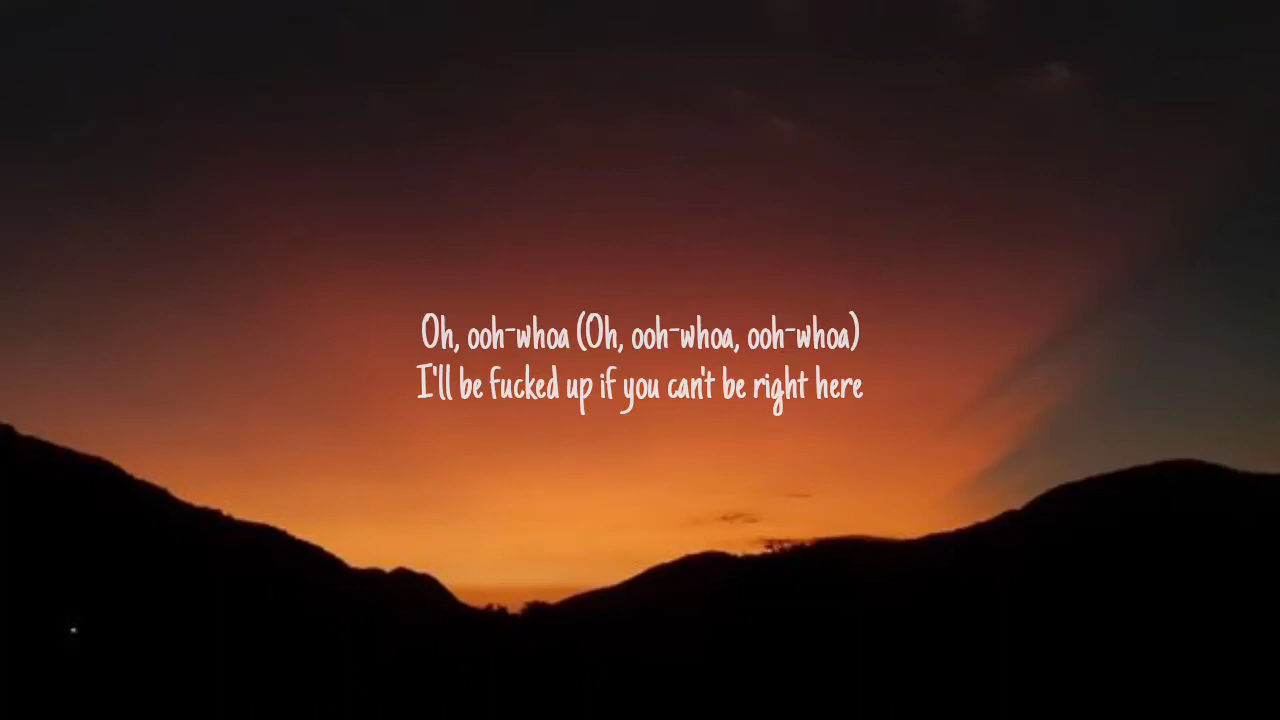 Oh, ooh-whoa (Oh, ooh-whoa, ooh-whoa)
I'll be fucked up if you can't be right here